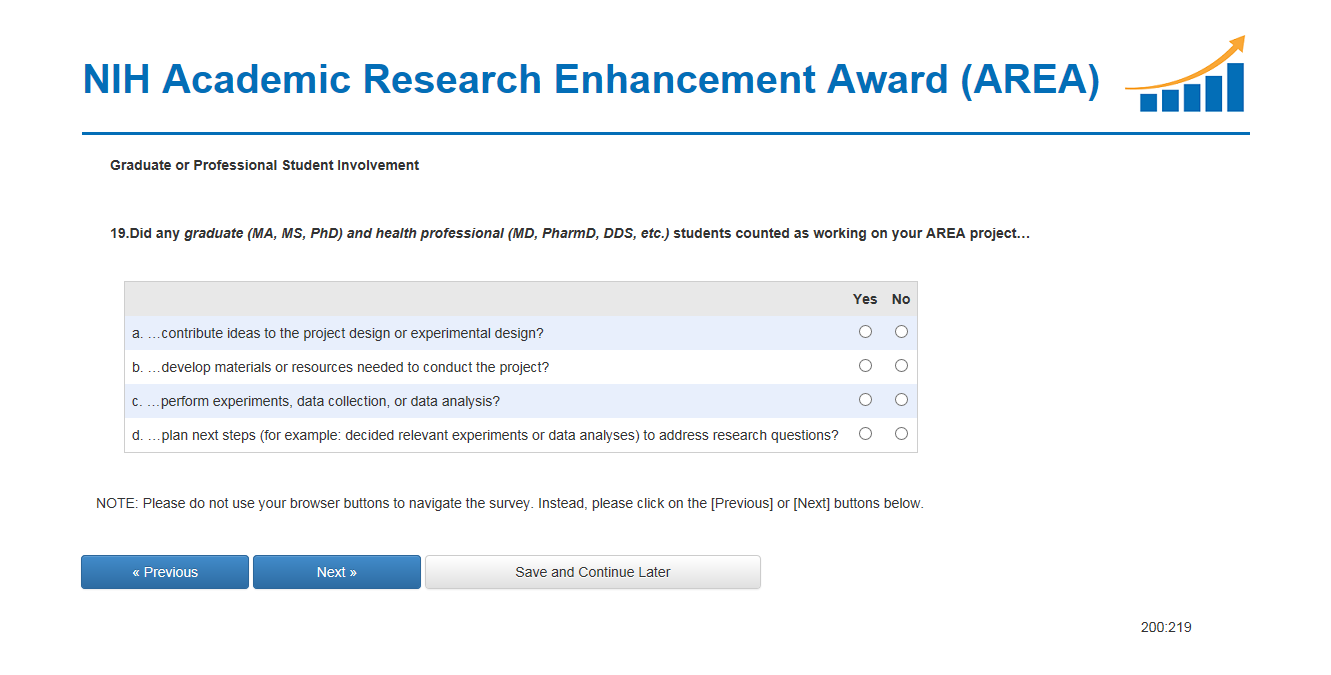 NIH Academic Research Enhancement Award (AREA)
Graduate or Professional Student Involvement
19.Did any graduate (MA, MS, PhD) and health professional (MD, PharmD, DDS, etc.) students counted as working on your AREA project…
Yes No
a. …contribute ideas to the project design or experimental design?
b. …develop materials or resources needed to conduct the project?
c. …perform experiments, data collection, or data analysis?
d. …plan next steps (for example: decided relevant experiments or data analyses) to address research questions?
NOTE: Please do not use your browser buttons to navigate the survey. Instead, please click on the [Previous] or [Next] buttons below.
« Previous Next » Save and Continue Later
200:219